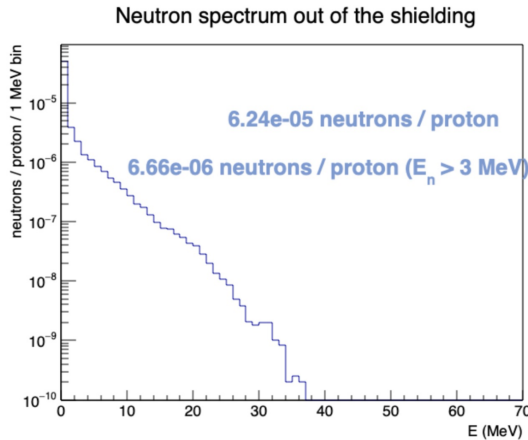 Neutron spectrum out of the shielding
neutrons / proton / 1 MeV bin
6.24e-05 neutrons / proton
6.66e-06 neutrons / proton (E_n > 3 MeV)
10⁻⁵
10⁻⁶
10⁻⁷
10⁻⁸
10⁻⁹
10⁻¹⁰
0 10 20 30 40 50 60 70
E (MeV)